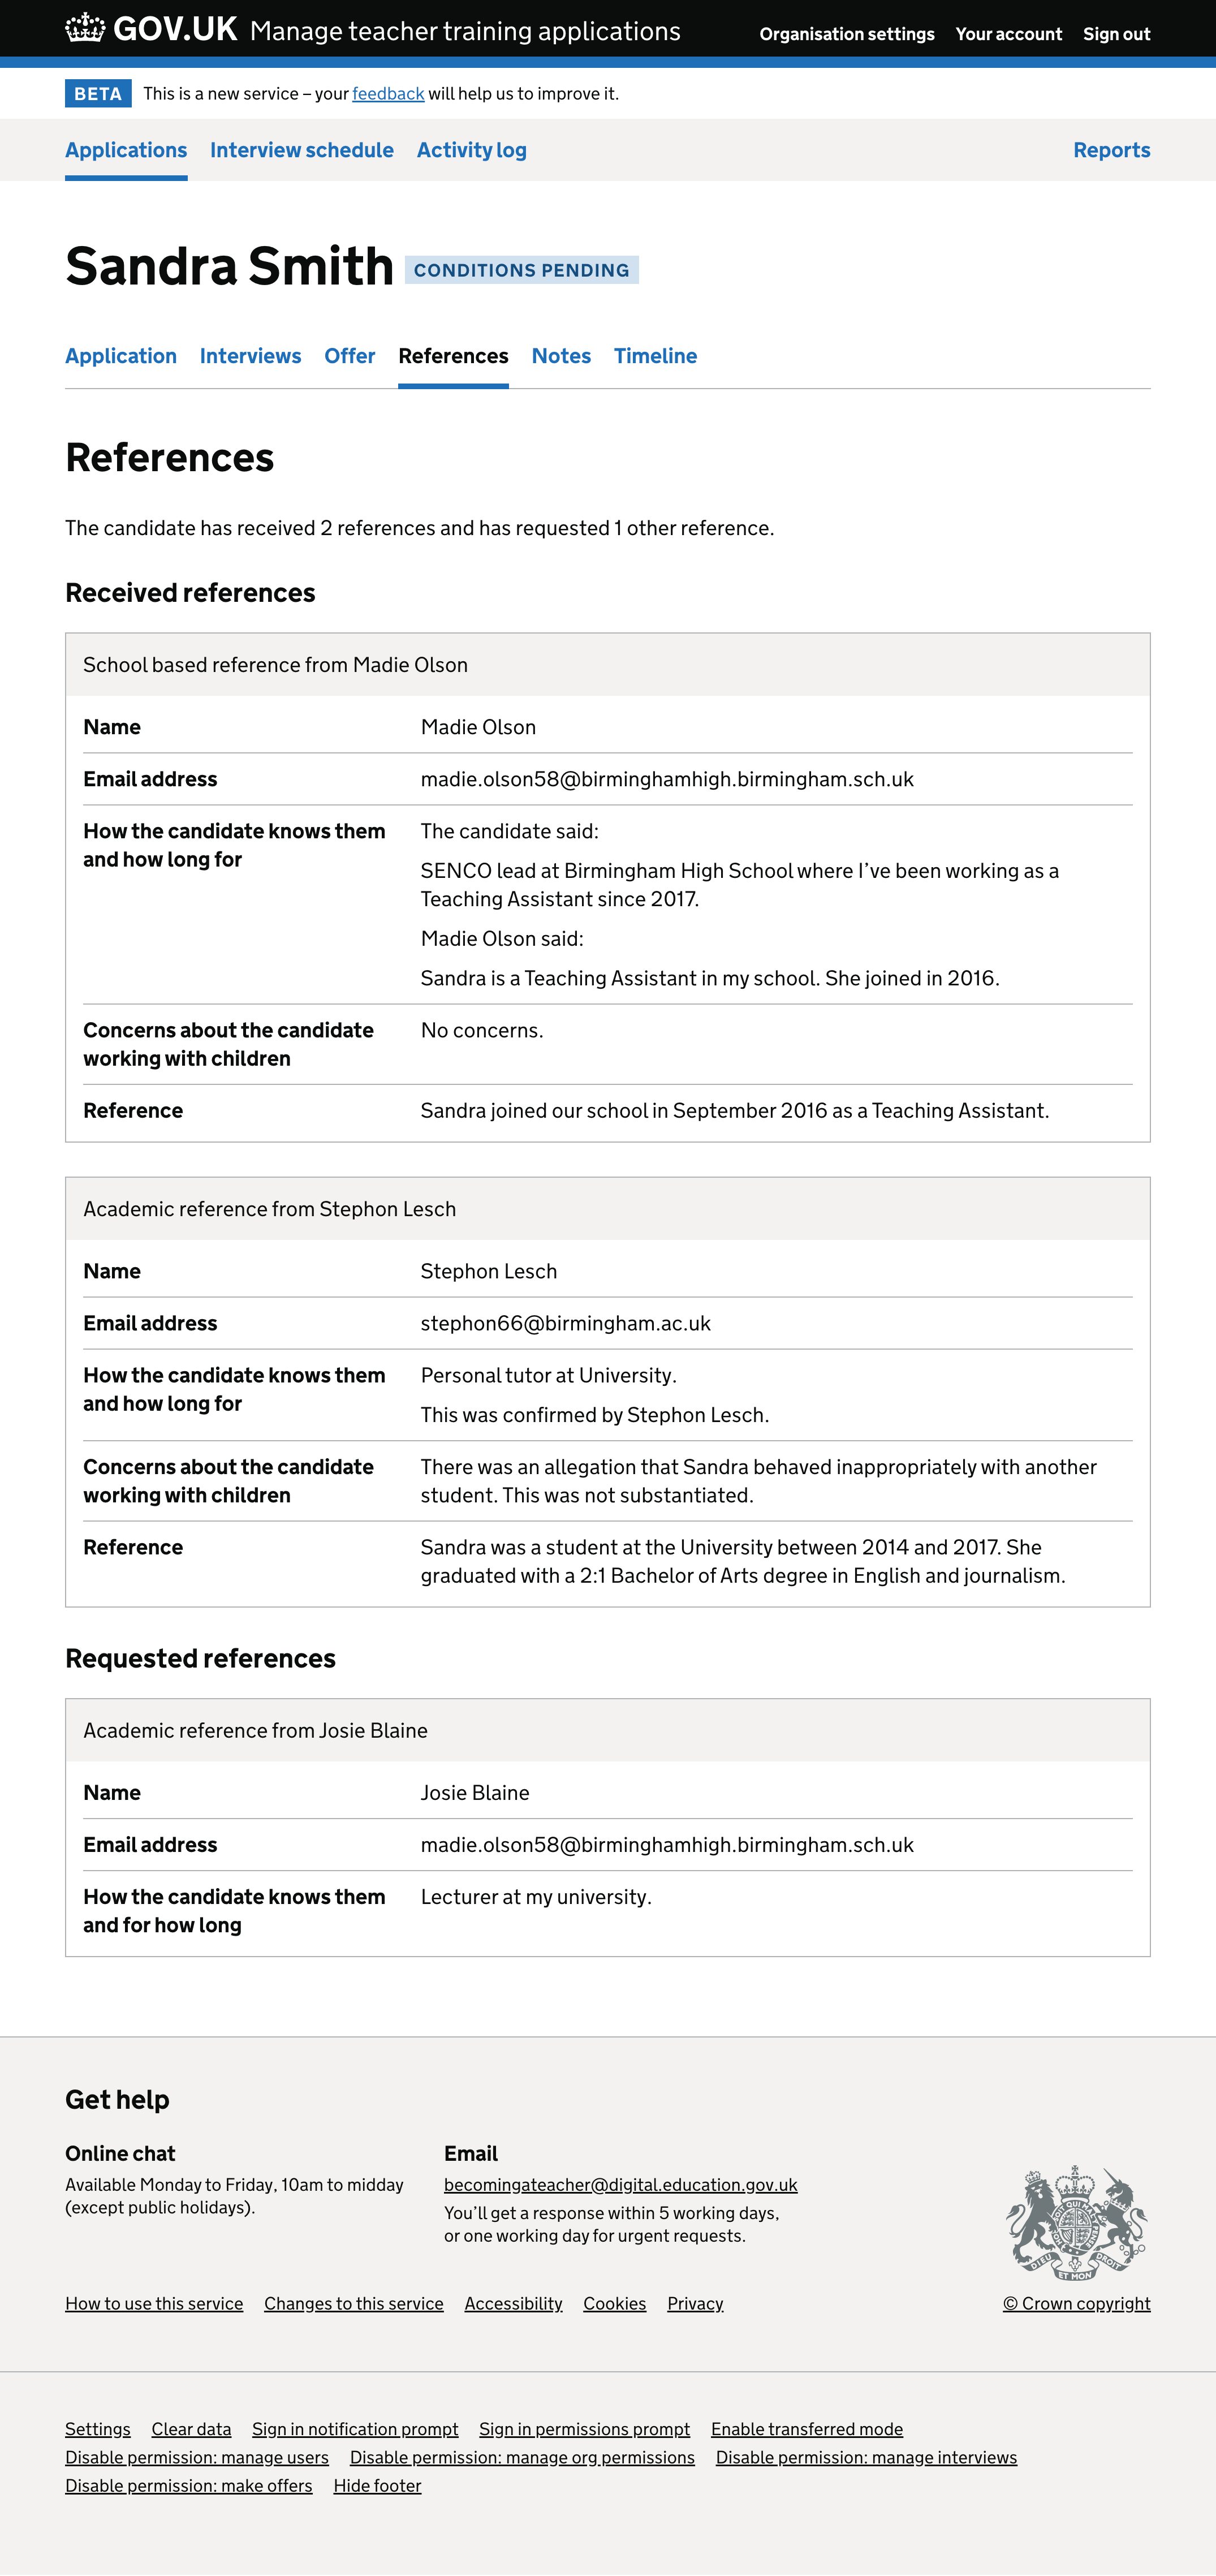 GOV.UK Manage teacher training applications
Organisation settings Your account Sign out
BETA This is a new service – your feedback will help us to improve it.
Applications Interview schedule Activity log Reports
Sandra Smith CONDITIONS PENDING
Application Interviews Offer References Notes Timeline
References
The candidate has received 2 references and has requested 1 other reference.
Received references
School based reference from Madie Olson
Name Madie Olson
Email address madie.olson58@birminghamhigh.birmingham.sch.uk
How the candidate knows them
and how long for
The candidate said:
SENCO lead at Birmingham High School where I’ve been working as a
Teaching Assistant since 2017.
Madie Olson said:
Sandra is a Teaching Assistant in my school. She joined in 2016.
Concerns about the candidate
working with children
No concerns.
Reference Sandra joined our school in September 2016 as a Teaching Assistant.
Academic reference from Stephon Lesch
Name Stephon Lesch
Email address stephon66@birmingham.ac.uk
How the candidate knows them
and how long for
Personal tutor at University.
This was confirmed by Stephon Lesch.
Concerns about the candidate
working with children
There was an allegation that Sandra behaved inappropriately with another
student. This was not substantiated.
Reference Sandra was a student at the University between 2014 and 2017. She
graduated with a 2:1 Bachelor of Arts degree in English and journalism.
Requested references
Academic reference from Josie Blaine
Name Josie Blaine
Email address madie.olson58@birminghamhigh.birmingham.sch.uk
How the candidate knows them
and for how long
Lecturer at my university.
Get help
Online chat
Available Monday to Friday, 10am to midday
(except public holidays).
Email
becomingateacher@digital.education.gov.uk
You’ll get a response within 5 working days,
or one working day for urgent requests.
DIEU ET MON DROIT
How to use this service Changes to this service Accessibility Cookies Privacy
© Crown copyright
Settings Clear data Sign in notification prompt Sign in permissions prompt Enable transferred mode
Disable permission: manage users Disable permission: manage org permissions Disable permission: manage interviews
Disable permission: make offers Hide footer